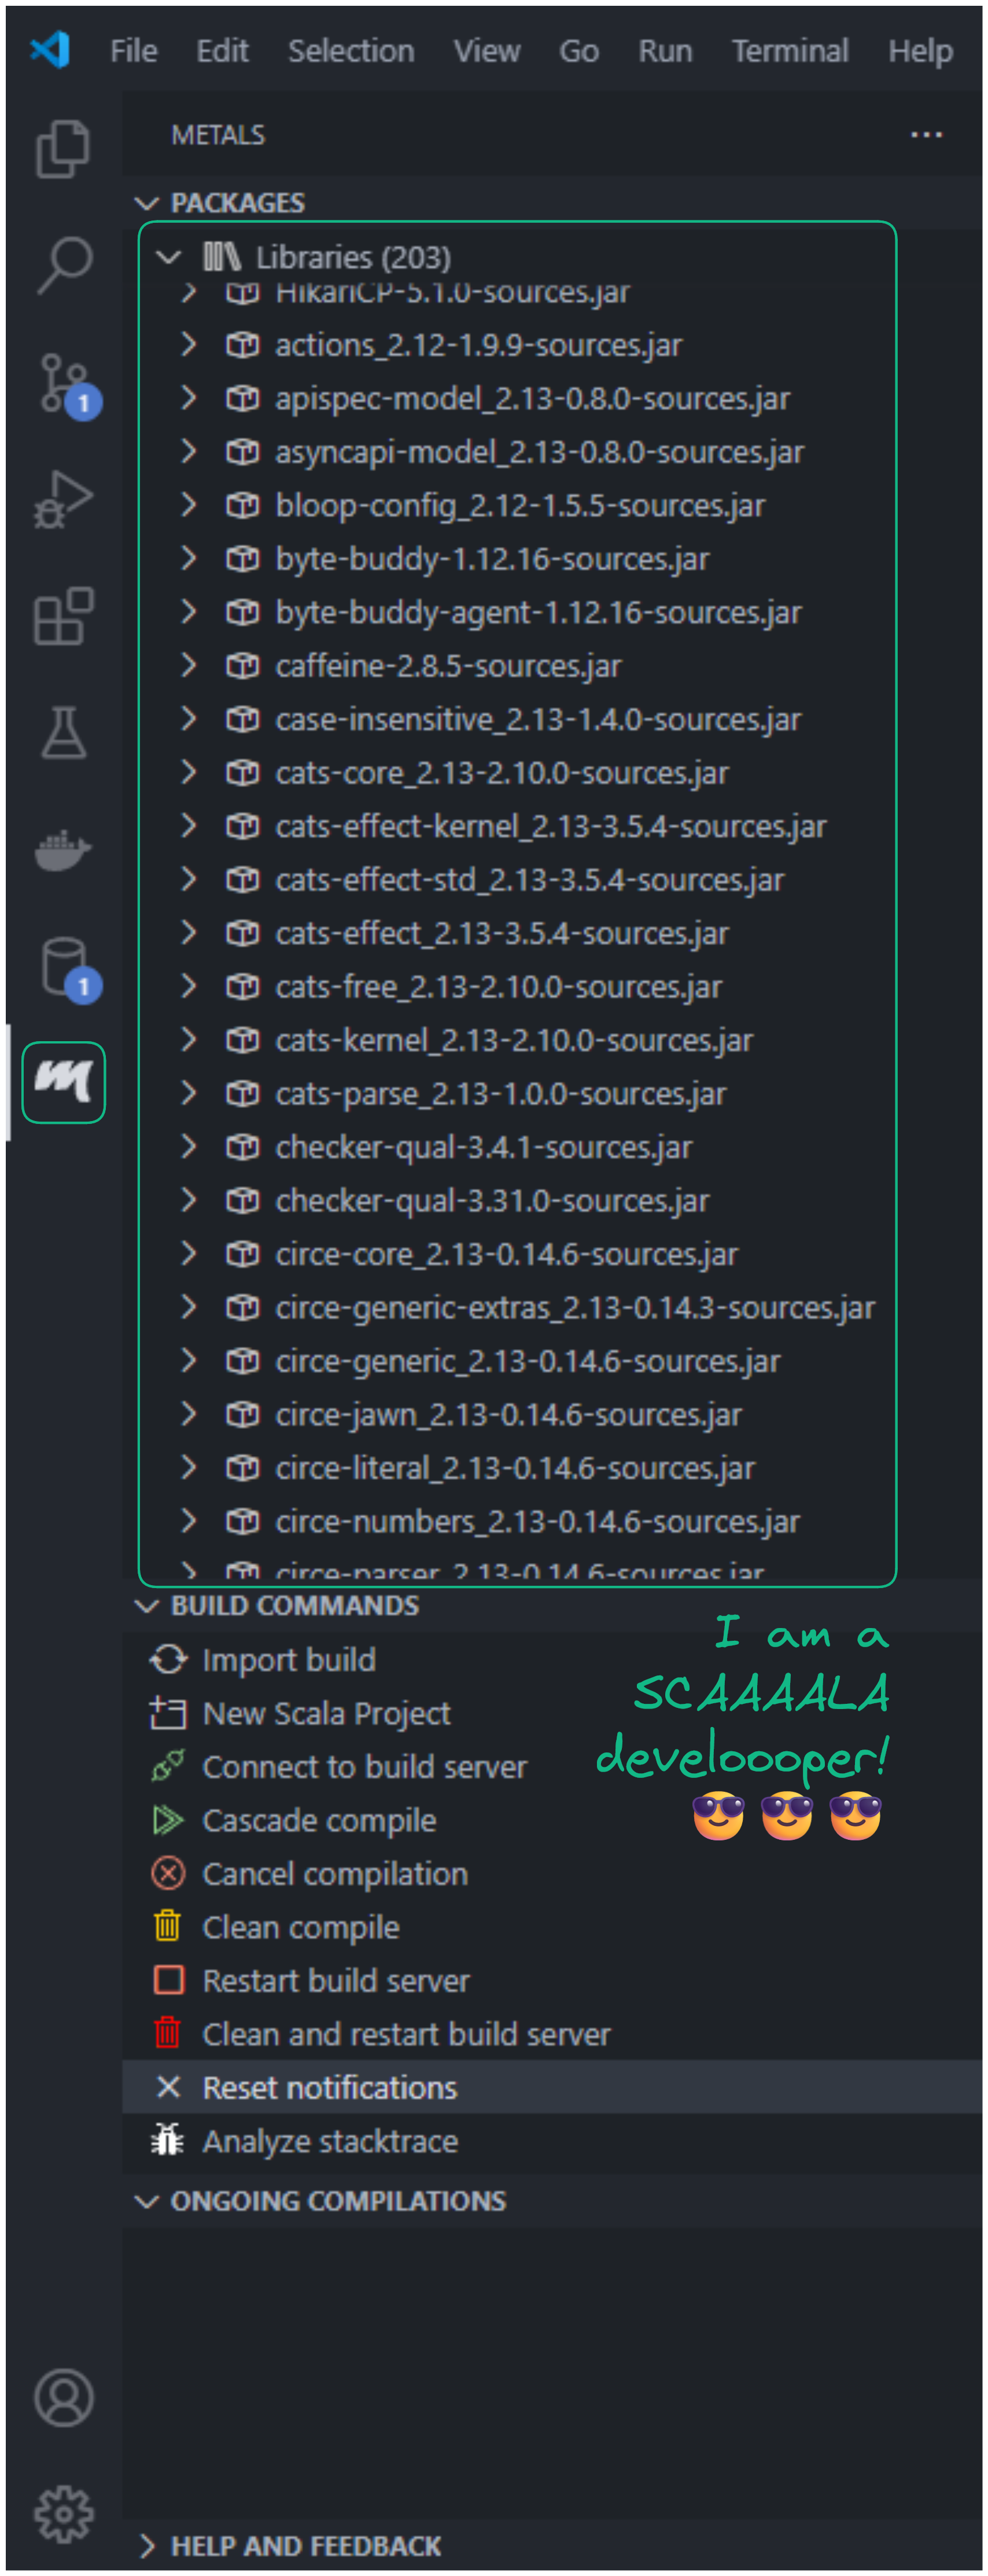 File Edit Selection View Go Run Terminal Help
METALS
PACKAGES
Libraries (203)
HikariCP-5.1.0-sources.jar
actions_2.12-1.9.9-sources.jar
apispec-model_2.13-0.8.0-sources.jar
asyncapi-model_2.13-0.8.0-sources.jar
bloop-config_2.12-1.5.5-sources.jar
byte-buddy-1.12.16-sources.jar
byte-buddy-agent-1.12.16-sources.jar
caffeine-2.8.5-sources.jar
case-insensitive_2.13-1.4.0-sources.jar
cats-core_2.13-2.10.0-sources.jar
cats-effect-kernel_2.13-3.5.4-sources.jar
cats-effect-std_2.13-3.5.4-sources.jar
cats-effect_2.13-3.5.4-sources.jar
cats-free_2.13-2.10.0-sources.jar
cats-kernel_2.13-2.10.0-sources.jar
cats-parse_2.13-1.0.0-sources.jar
checker-qual-3.4.1-sources.jar
checker-qual-3.31.0-sources.jar
circe-core_2.13-0.14.6-sources.jar
circe-generic-extras_2.13-0.14.3-sources.jar
circe-generic_2.13-0.14.6-sources.jar
circe-jawn_2.13-0.14.6-sources.jar
circe-literal_2.13-0.14.6-sources.jar
circe-numbers_2.13-0.14.6-sources.jar
circe-parser_2.13-0.14.6-sources.jar
1
1
BUILD COMMANDS
Import build
New Scala Project
Connect to build server
Cascade compile
Cancel compilation
Clean compile
Restart build server
Clean and restart build server
Reset notifications
Analyze stacktrace
I am a
SCAAAALA
develoooper!
ONGOING COMPILATIONS
HELP AND FEEDBACK